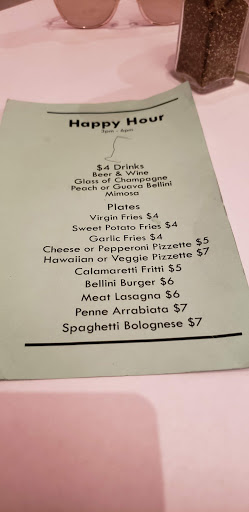 Happy Hour
4pm - 6pm
$4 Drinks
Beer & Wine
Glass of Champagne
Peach or Guava Bellini
Mimosa
Plates
Virgin Fries $4
Sweet Potato Fries $4
Garlic Fries $4
Cheese or Pepperoni Pizzette $5
Hawaiian or Veggie Pizzette $7
Calamaretti Fritti $5
Bellini Burger $6
Meat Lasagna $6
Penne Arrabiata $7
Spaghetti Bolognese $7